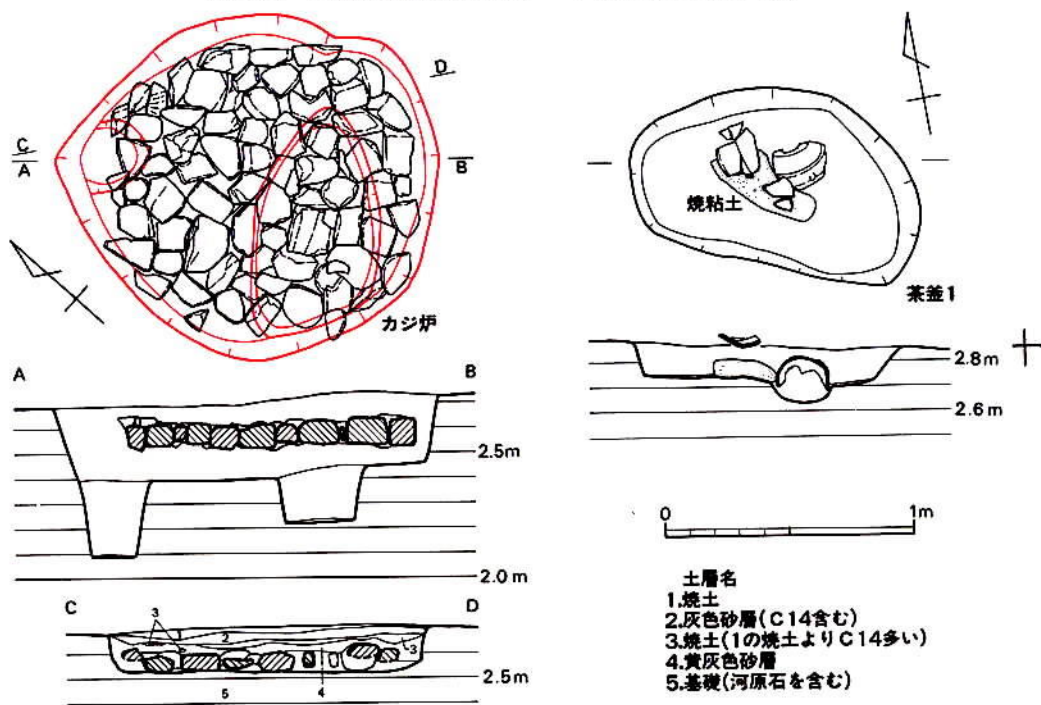 D
C
A
B
カジ炉
焼粘土
茶釜1
A
B
2.5m
2.0m
2.8m
2.6m
C
D
3
2
3
5
4
2.5m
0
1m
土層名
1.焼土
2.灰色砂層(C14含む)
3.焼土(1の焼土よりC14多い)
4.黄灰色砂層
5.基礎(河原石を含む)